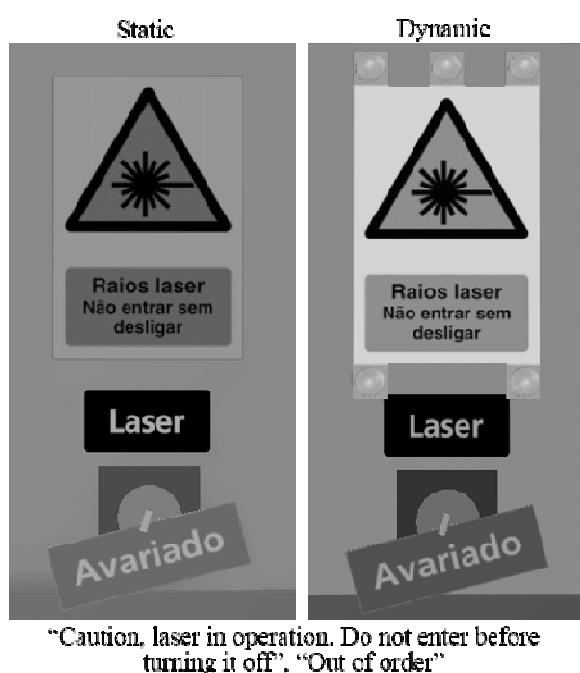 Static
Dynamic
Raios laser
Não entrar sem
desligar
Laser
Avariado
Raios laser
Não entrar sem
desligar
Laser
Avariado
“Caution, laser in operation. Do not enter before
turning it off”. “Out of order”